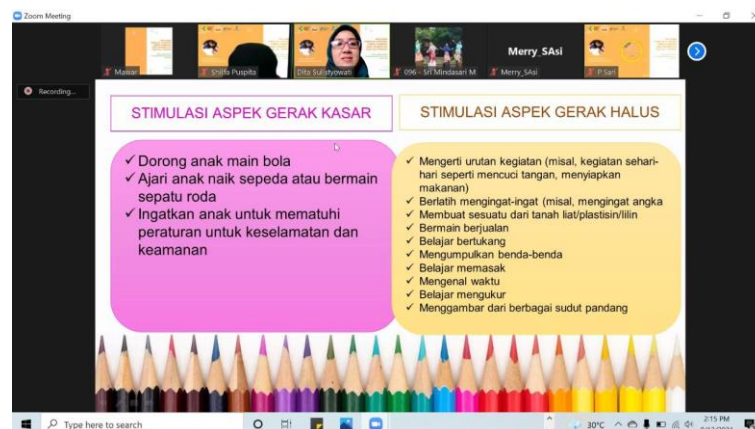 Zoom Meeting
Mawar
Shilfa Puspita
Dita Sulistyowati
096 - Sri Mindasari M
Merry_SAsi
Merry_SAsi
P Sari
Recording...
STIMULASI ASPEK GERAK KASAR
Dorong anak main bola
Ajari anak naik sepeda atau bermain
sepatu roda
Ingatkan anak untuk mematuhi
peraturan untuk keselamatan dan
keamanan
STIMULASI ASPEK GERAK HALUS
Mengerti urutan kegiatan (misal, kegiatan sehari-
hari seperti mencuci tangan, menyiapkan
makanan)
Berlatih mengingat-ingat (misal, mengingat angka
Membuat sesuatu dari tanah liat/plastisin/lilin
Bermain berjualan
Belajar bertukang
Mengumpulkan benda-benda
Belajar memasak
Mengenal waktu
Belajar mengukur
Menggambar dari berbagai sudut pandang
Type here to search
30°C
2:15 PM